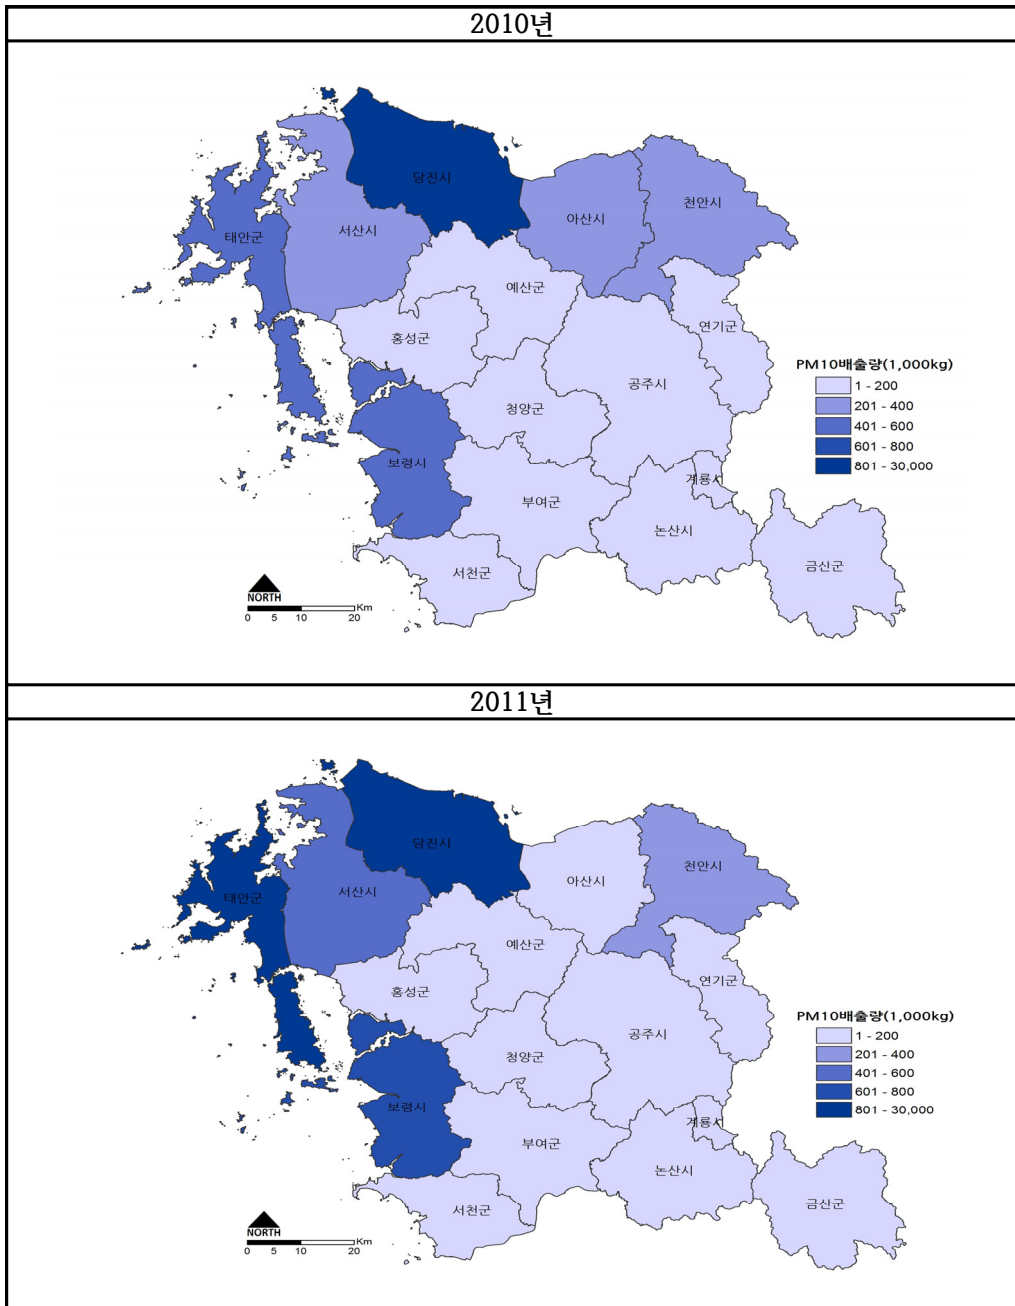 2010년
당진시
천안시
아산시
서산시
태안군
예산군
연기군
홍성군
PM10배출량(1,000kg)
공주시
1 - 200
청양군
201 - 400
401 - 600
601 - 800
보령시
801 - 30,000
계룡시
부여군
논산시
금산군
서천군
NORTH
Km
0 5 10 20
2011년
당진시
천안시
아산시
서산시
태안군
예산군
연기군
홍성군
PM10배출량(1,000kg)
공주시
1 - 200
청양군
201 - 400
401 - 600
601 - 800
보령시
801 - 30,000
계룡시
부여군
논산시
금산군
서천군
NORTH
Km
0 5 10 20